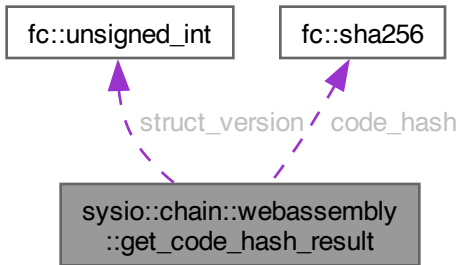 fc::unsigned_int
fc::sha256
struct_version
code_hash
sysio::chain::webassembly
::get_code_hash_result